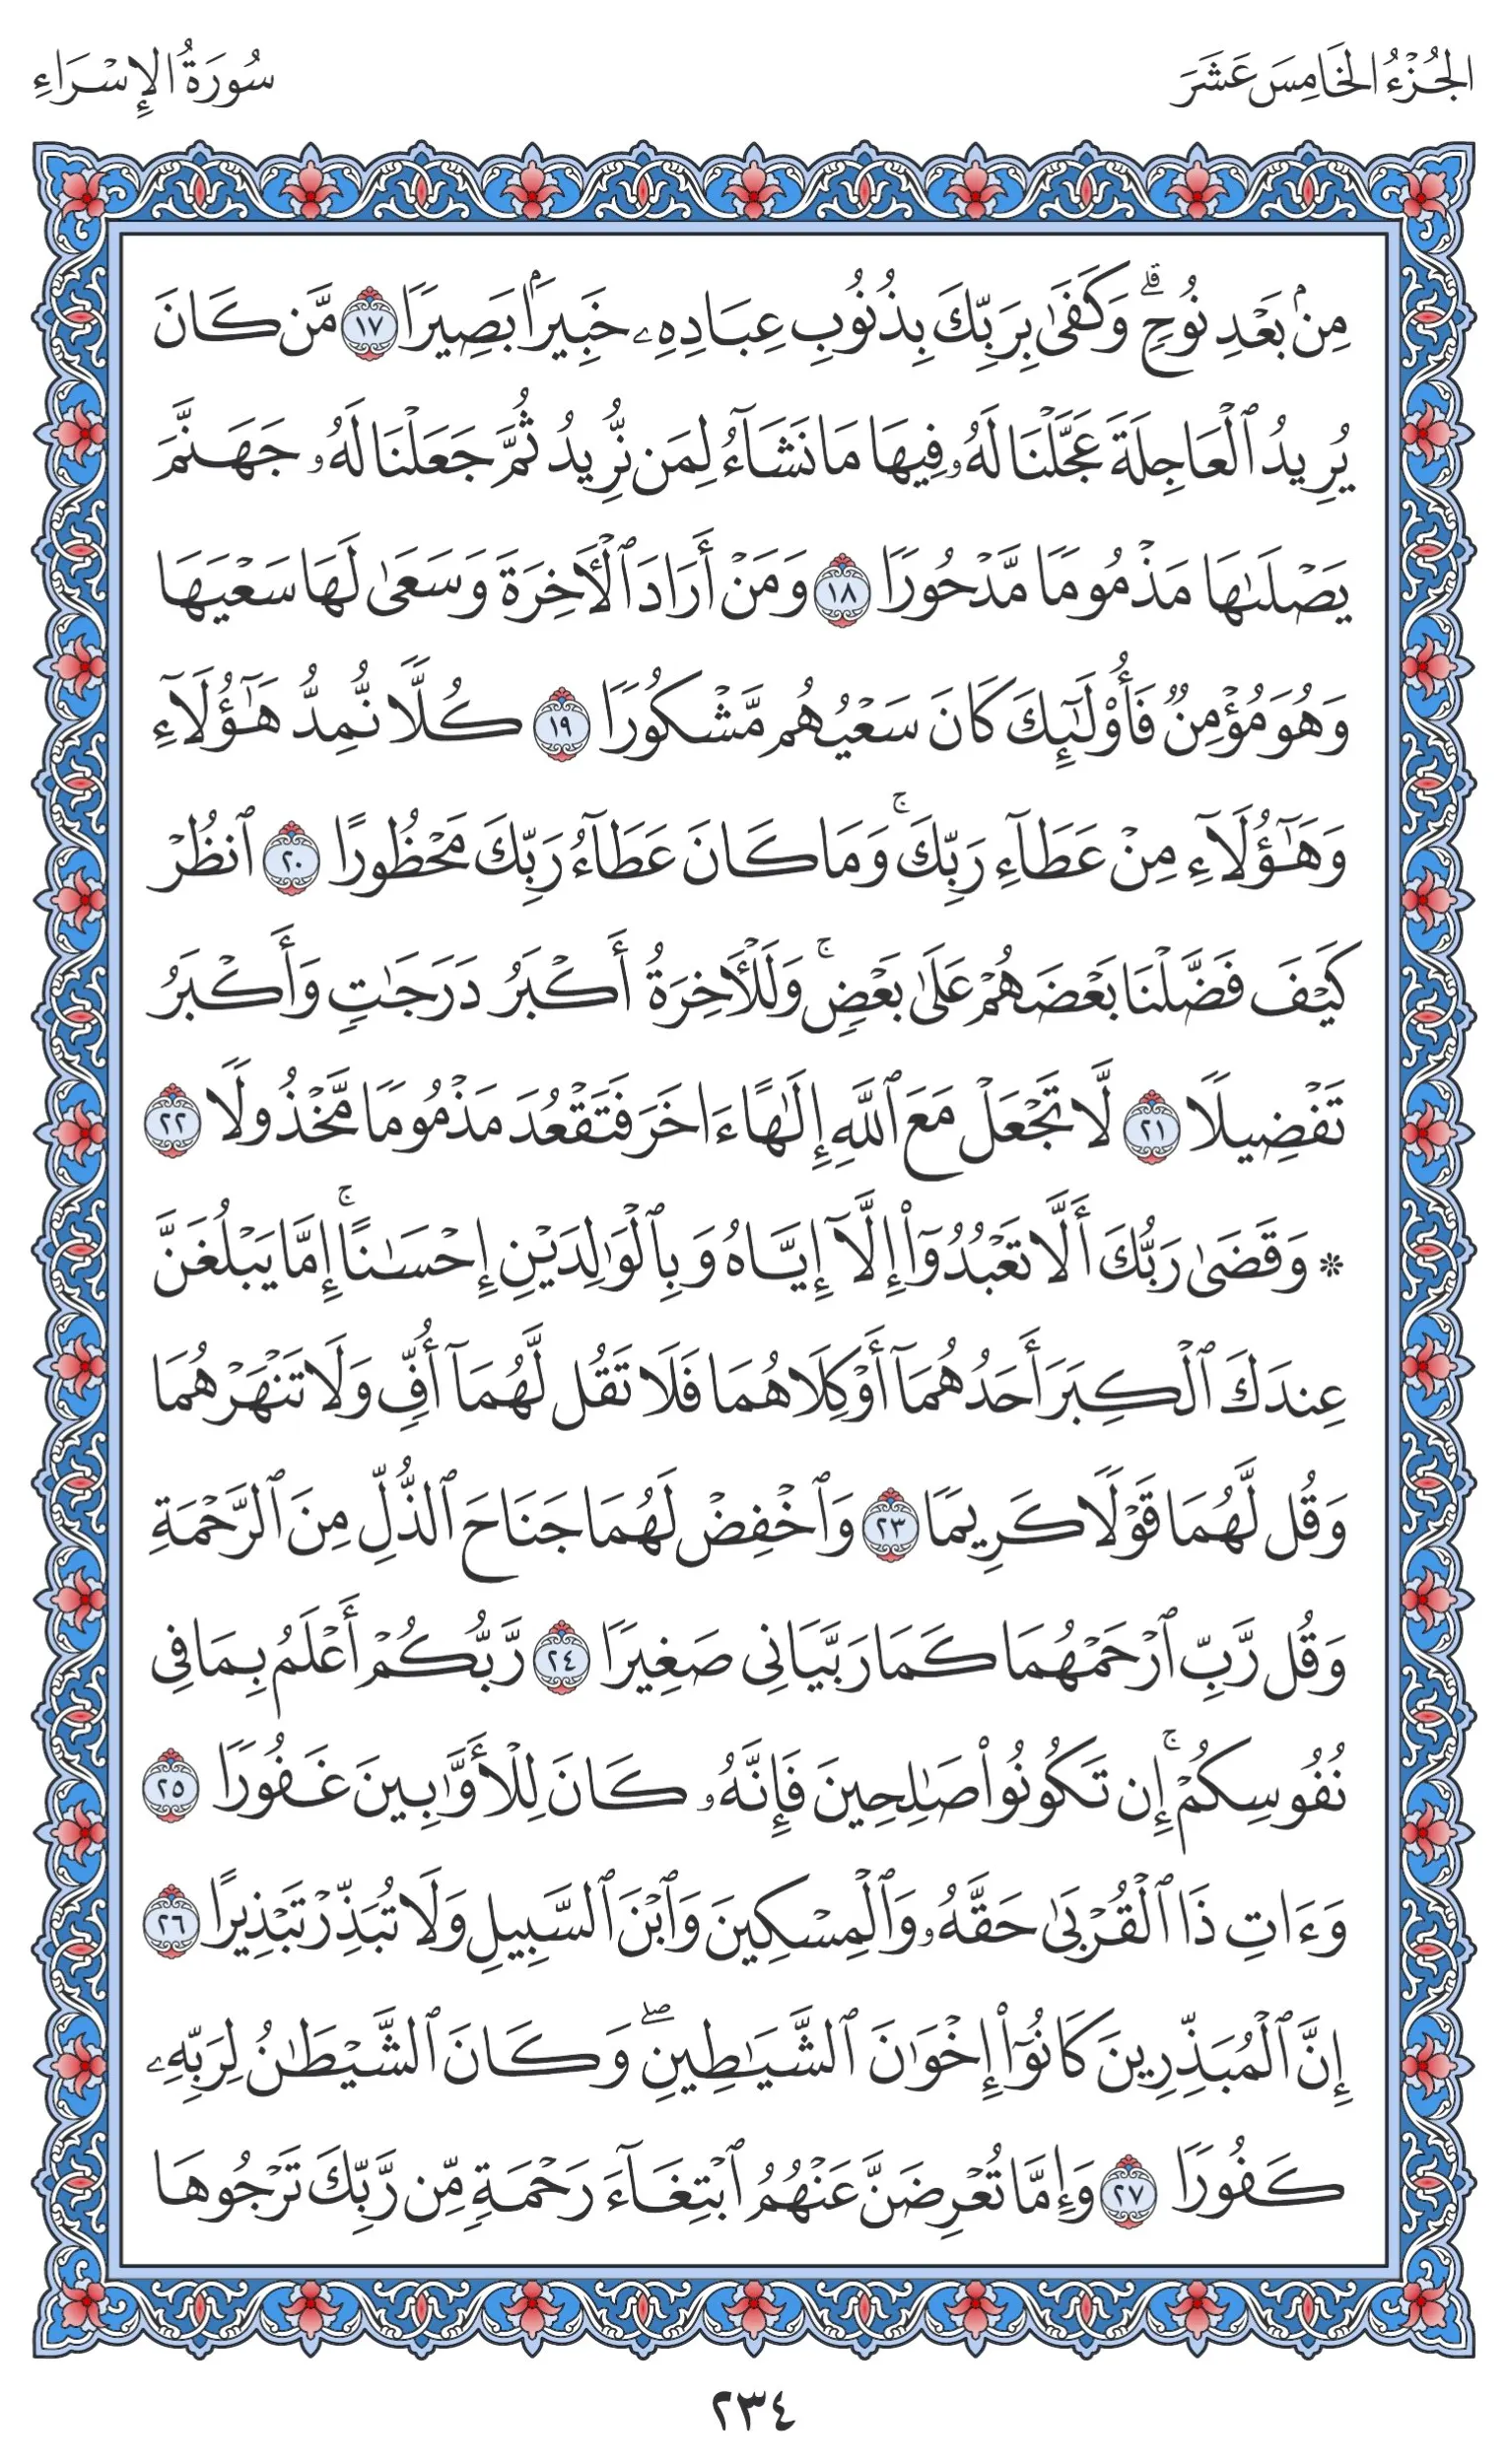 الجُزْءُ الخَامِسَ عَشَرَ
سُورَةُ الإِسْرَاءِ
مِنۢ بَعْدِ نُوحٍۗ وَكَفَىٰ بِرَبِّكَ بِذُنُوبِ عِبَادِهِۦ خَبِيرَۢا بَصِيرٗا ١٧ مَّن كَانَ
يُرِيدُ ٱلْعَاجِلَةَ عَجَّلْنَا لَهُۥ فِيهَا مَا نَشَآءُ لِمَن نُّرِيدُ ثُمَّ جَعَلْنَا لَهُۥ جَهَنَّمَ
يَصْلَىٰهَا مَذْمُومٗا مَّدْحُورٗا ١٨ وَمَنْ أَرَادَ ٱلْأٓخِرَةَ وَسَعَىٰ لَهَا سَعْيَهَا
وَهُوَ مُؤْمِنٞ فَأُوْلَٰٓئِكَ كَانَ سَعْيُهُم مَّشْكُورٗا ١٩ كُلّٗا نُّمِدُّ هَٰٓؤُلَآءِ
وَهَٰٓؤُلَآءِ مِنْ عَطَآءِ رَبِّكَۚ وَمَا كَانَ عَطَآءُ رَبِّكَ مَحْظُورًا ٢٠ ٱنظُرْ
كَيْفَ فَضَّلْنَا بَعْضَهُمْ عَلَىٰ بَعْضٖۚ وَلَلْأٓخِرَةُ أَكْبَرُ دَرَجَٰتٖ وَأَكْبَرُ
تَفْضِيلٗا ٢١ لَّا تَجْعَلْ مَعَ ٱللَّهِ إِلَٰهًا ءَاخَرَ فَتَقْعُدَ مَذْمُومٗا مَّخْذُولٗا ٢٢
۞ وَقَضَىٰ رَبُّكَ أَلَّا تَعْبُدُوٓاْ إِلَّآ إِيَّاهُ وَبِٱلْوَٰلِدَيْنِ إِحْسَٰنًاۚ إِمَّا يَبْلُغَنَّ
عِندَكَ ٱلْكِبَرَ أَحَدُهُمَآ أَوْ كِلَاهُمَا فَلَا تَقُل لَّهُمَآ أُفّٖ وَلَا تَنْهَرْهُمَا
وَقُل لَّهُمَا قَوْلٗا كَرِيمٗا ٢٣ وَٱخْفِضْ لَهُمَا جَنَاحَ ٱلذُّلِّ مِنَ ٱلرَّحْمَةِ
وَقُل رَّبِّ ٱرْحَمْهُمَا كَمَا رَبَّيَانِي صَغِيرٗا ٢٤ رَّبُّكُمْ أَعْلَمُ بِمَا فِي
نُفُوسِكُمْۚ إِن تَكُونُواْ صَٰلِحِينَ فَإِنَّهُۥ كَانَ لِلْأَوَّٰبِينَ غَفُورٗا ٢٥
وَءَاتِ ذَا ٱلْقُرْبَىٰ حَقَّهُۥ وَٱلْمِسْكِينَ وَٱبْنَ ٱلسَّبِيلِ وَلَا تُبَذِّرْ تَبْذِيرًا ٢٦
إِنَّ ٱلْمُبَذِّرِينَ كَانُوٓاْ إِخْوَٰنَ ٱلشَّيَٰطِينِۖ وَكَانَ ٱلشَّيْطَٰنُ لِرَبِّهِۦ
كَفُورٗا ٢٧ وَإِمَّا تُعْرِضَنَّ عَنْهُمُ ٱبْتِغَآءَ رَحْمَةٖ مِّن رَّبِّكَ تَرْجُوهَا
٢٣٤